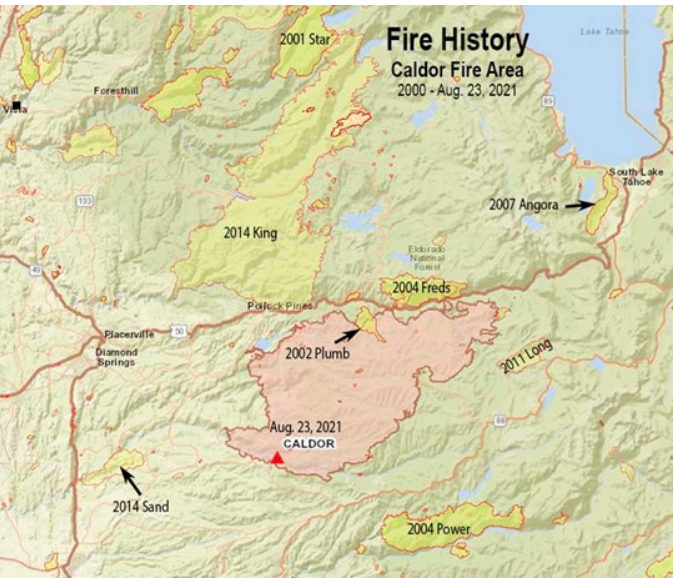 Fire History
Caldor Fire Area
2000 - Aug. 23, 2021
2001 Star
Lake Tahoe
Foresthill
89
Vista
South Lake
Tahoe
193
2007 Angora
2014 King
Eldorado
National
Forest
49
2004 Freds
Pollock Pines
Placerville
50
Diamond
Springs
2002 Plumb
2011 Long
Aug. 23, 2021
CALDOR
88
2014 Sand
2004 Power